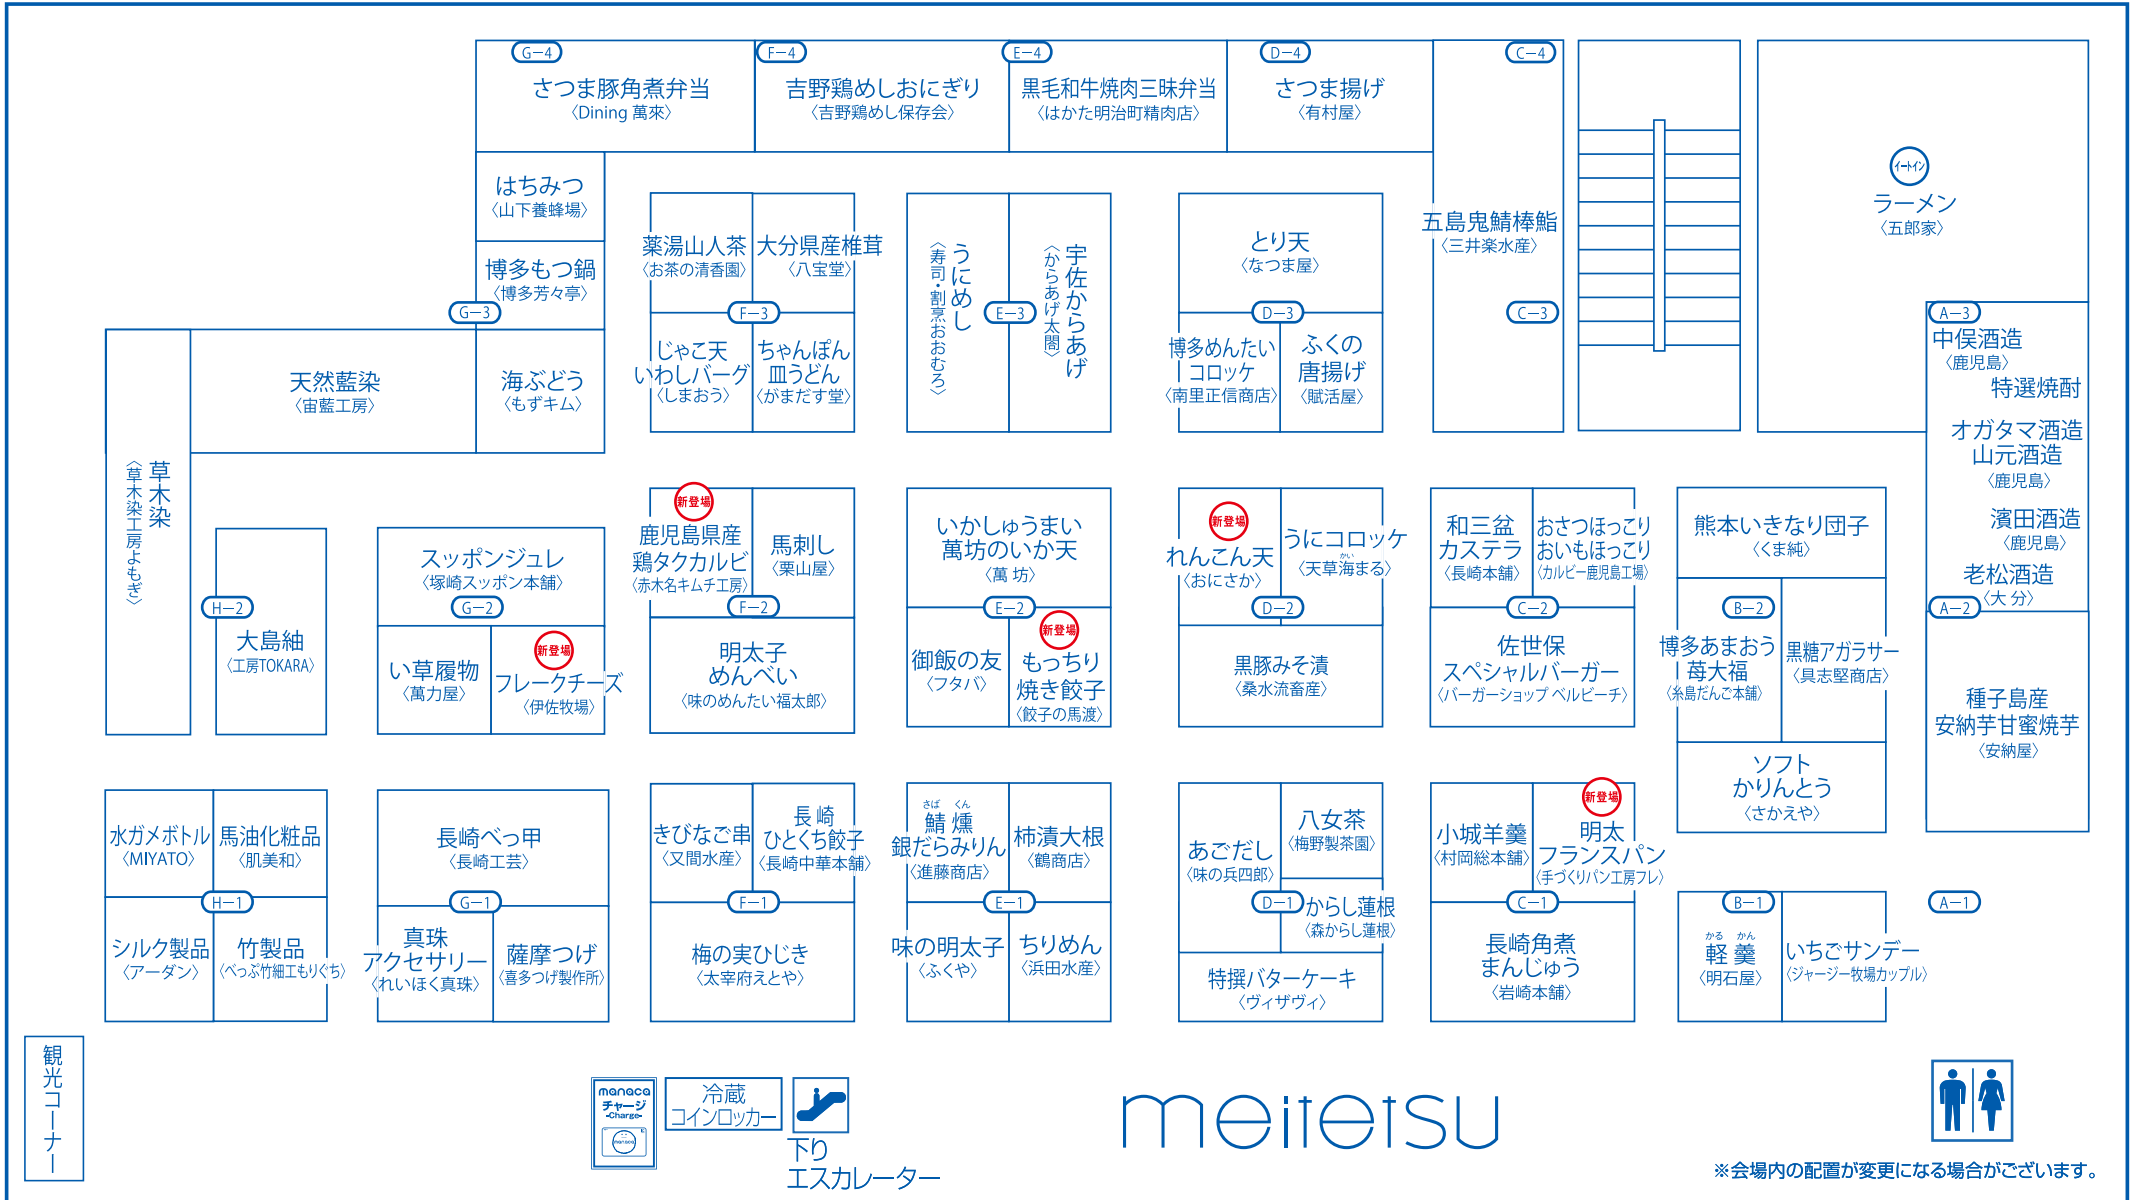 G－4
さつま豚角煮弁当
〈Dining 萬來〉
F－4
吉野鶏めしおにぎり
〈吉野鶏めし保存会〉
E－4
黒毛和牛焼肉三昧弁当
〈はかた明治町精肉店〉
D－4
さつま揚げ
〈有村屋〉
C－4
五島鬼鯖棒鮨
〈三井楽水産〉
C－3
イートイン
ラーメン
〈五郎家〉
はちみつ
〈山下養蜂場〉
博多もつ鍋
〈博多芳々亭〉
G－3
薬湯山人茶
〈お茶の清香園〉
大分県産椎茸
〈八宝堂〉
F－3
じゃこ天
いわしバーグ
〈しまおう〉
ちゃんぽん
皿うどん
〈がまだす堂〉
うにめし
〈寿司・割烹おおむろ〉
E－3
宇佐からあげ
〈からあげ太閤〉
とり天
〈なつま屋〉
D－3
博多めんたい
コロッケ
〈南里正信商店〉
ふくの
唐揚げ
〈賦活屋〉
A－3
中俣酒造
〈鹿児島〉
特選焼酎
オガタマ酒造
山元酒造
〈鹿児島〉
濱田酒造
〈鹿児島〉
老松酒造
〈大 分〉
A－2
種子島産
安納芋甘蜜焼芋
〈安納屋〉
天然藍染
〈宙藍工房〉
海ぶどう
〈もずキム〉
草木染
〈草木染工房よもぎ〉
H－2
大島紬
〈工房TOKARA〉
スッポンジュレ
〈塚崎スッポン本舗〉
G－2
い草履物
〈萬力屋〉
新登場
フレークチーズ
〈伊佐牧場〉
新登場
鹿児島県産
鶏タクカルビ
〈赤木名キムチ工房〉
馬刺し
〈栗山屋〉
F－2
明太子
めんべい
〈味のめんたい福太郎〉
いかしゅうまい
萬坊のいか天
〈萬 坊〉
E－2
御飯の友
〈フタバ〉
新登場
もっちり
焼き餃子
〈餃子の馬渡〉
新登場
れんこん天
〈おにさか〉
うにコロッケ
かい
〈天草海まる〉
D－2
黒豚みそ漬
〈桑水流畜産〉
和三盆
カステラ
〈長崎本舗〉
おさつほっこり
おいもほっこり
〈カルビー鹿児島工場〉
C－2
佐世保
スペシャルバーガー
〈バーガーショップ ベルビーチ〉
熊本いきなり団子
〈くま純〉
B－2
博多あまおう
苺大福
〈糸島だんご本舗〉
黒糖アガラサー
〈具志堅商店〉
ソフト
かりんとう
〈さかえや〉
水ガメボトル
〈MIYATO〉
馬油化粧品
〈肌美和〉
H－1
シルク製品
〈アーダン〉
竹製品
〈べっぷ竹細工もりぐち〉
長崎べっ甲
〈長崎工芸〉
G－1
真珠
アクセサリー
〈れいほく真珠〉
薩摩つげ
〈喜多つげ製作所〉
きびなご串
〈又間水産〉
長 崎
ひとくち餃子
〈長崎中華本舗〉
F－1
梅の実ひじき
〈太宰府えとや〉
さば くん
鯖 燻
銀だらみりん
〈進藤商店〉
柿漬大根
〈鶴商店〉
E－1
味の明太子
〈ふくや〉
ちりめん
〈浜田水産〉
あごだし
〈味の兵四郎〉
八女茶
〈梅野製茶園〉
D－1
からし蓮根
〈森からし蓮根〉
特撰バターケーキ
〈ヴィザヴィ〉
小城羊羹
〈村岡総本舗〉
新登場
明太
フランスパン
〈手づくりパン工房フレ〉
C－1
長崎角煮
まんじゅう
〈岩崎本舗〉
B－1
かる かん
軽 羹
〈明石屋〉
いちごサンデー
〈ジャージー牧場カップル〉
A－1
観光コーナー
manaca
チャージ
-Charge-
manaca
冷蔵
コインロッカー
下り
エスカレーター
meitetsu
※会場内の配置が変更になる場合がございます。